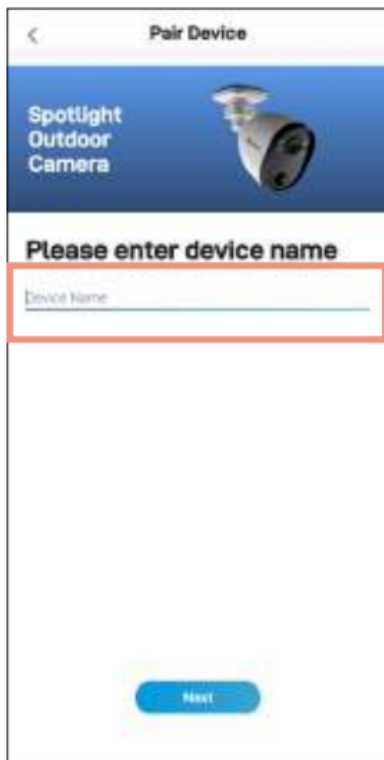 Pair Device
Spotlight
Outdoor
Camera
Please enter device name
Device Name
Next